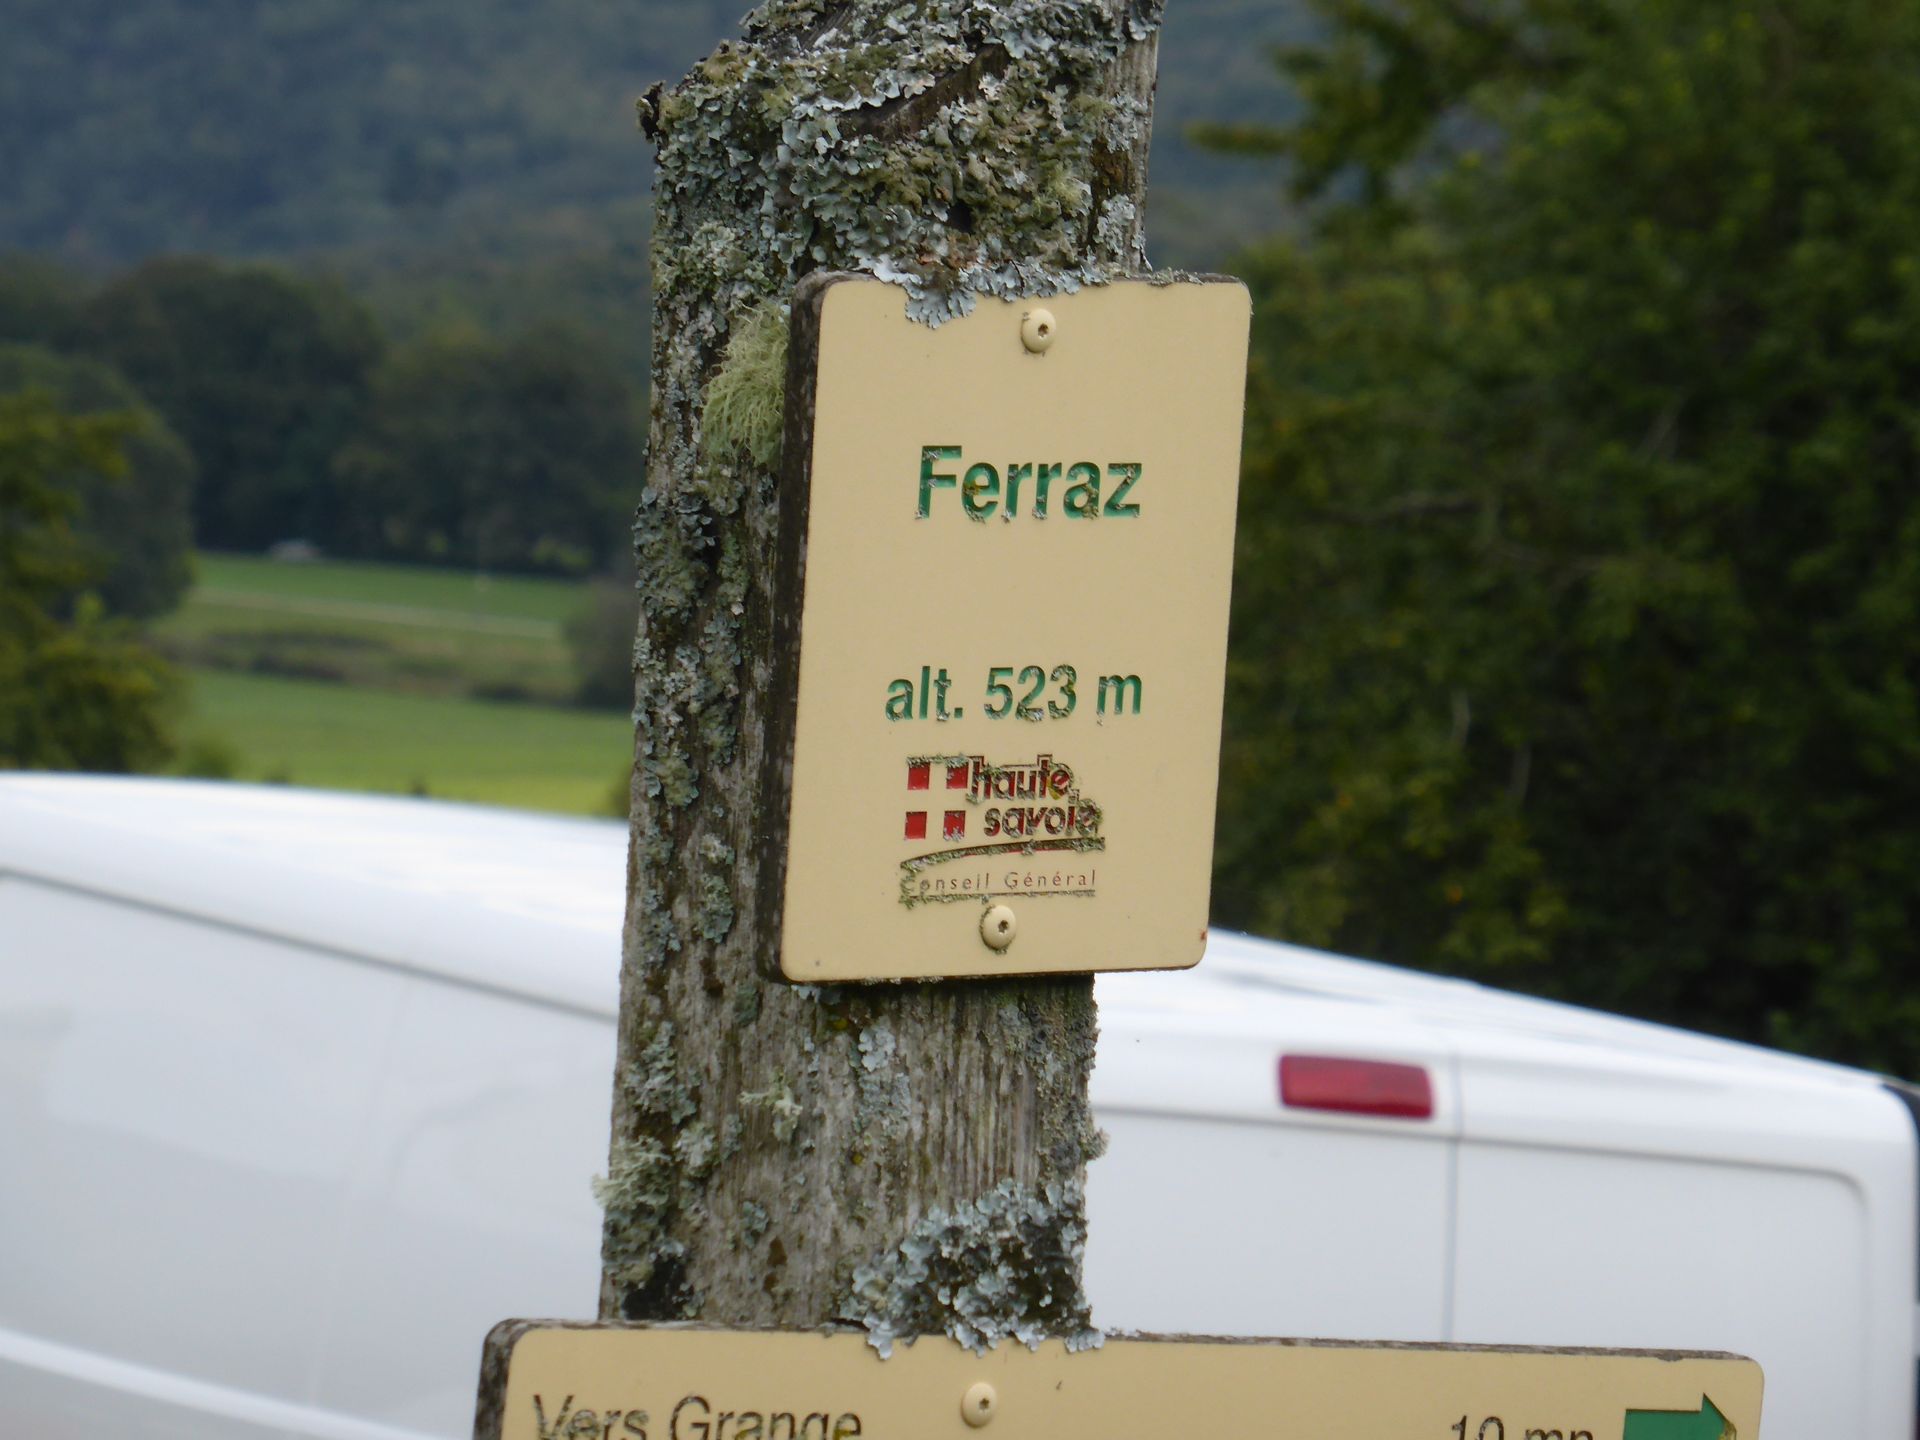 Ferraz
alt. 523 m
haute
savoie
Conseil Général
Vers Grange
10 mn